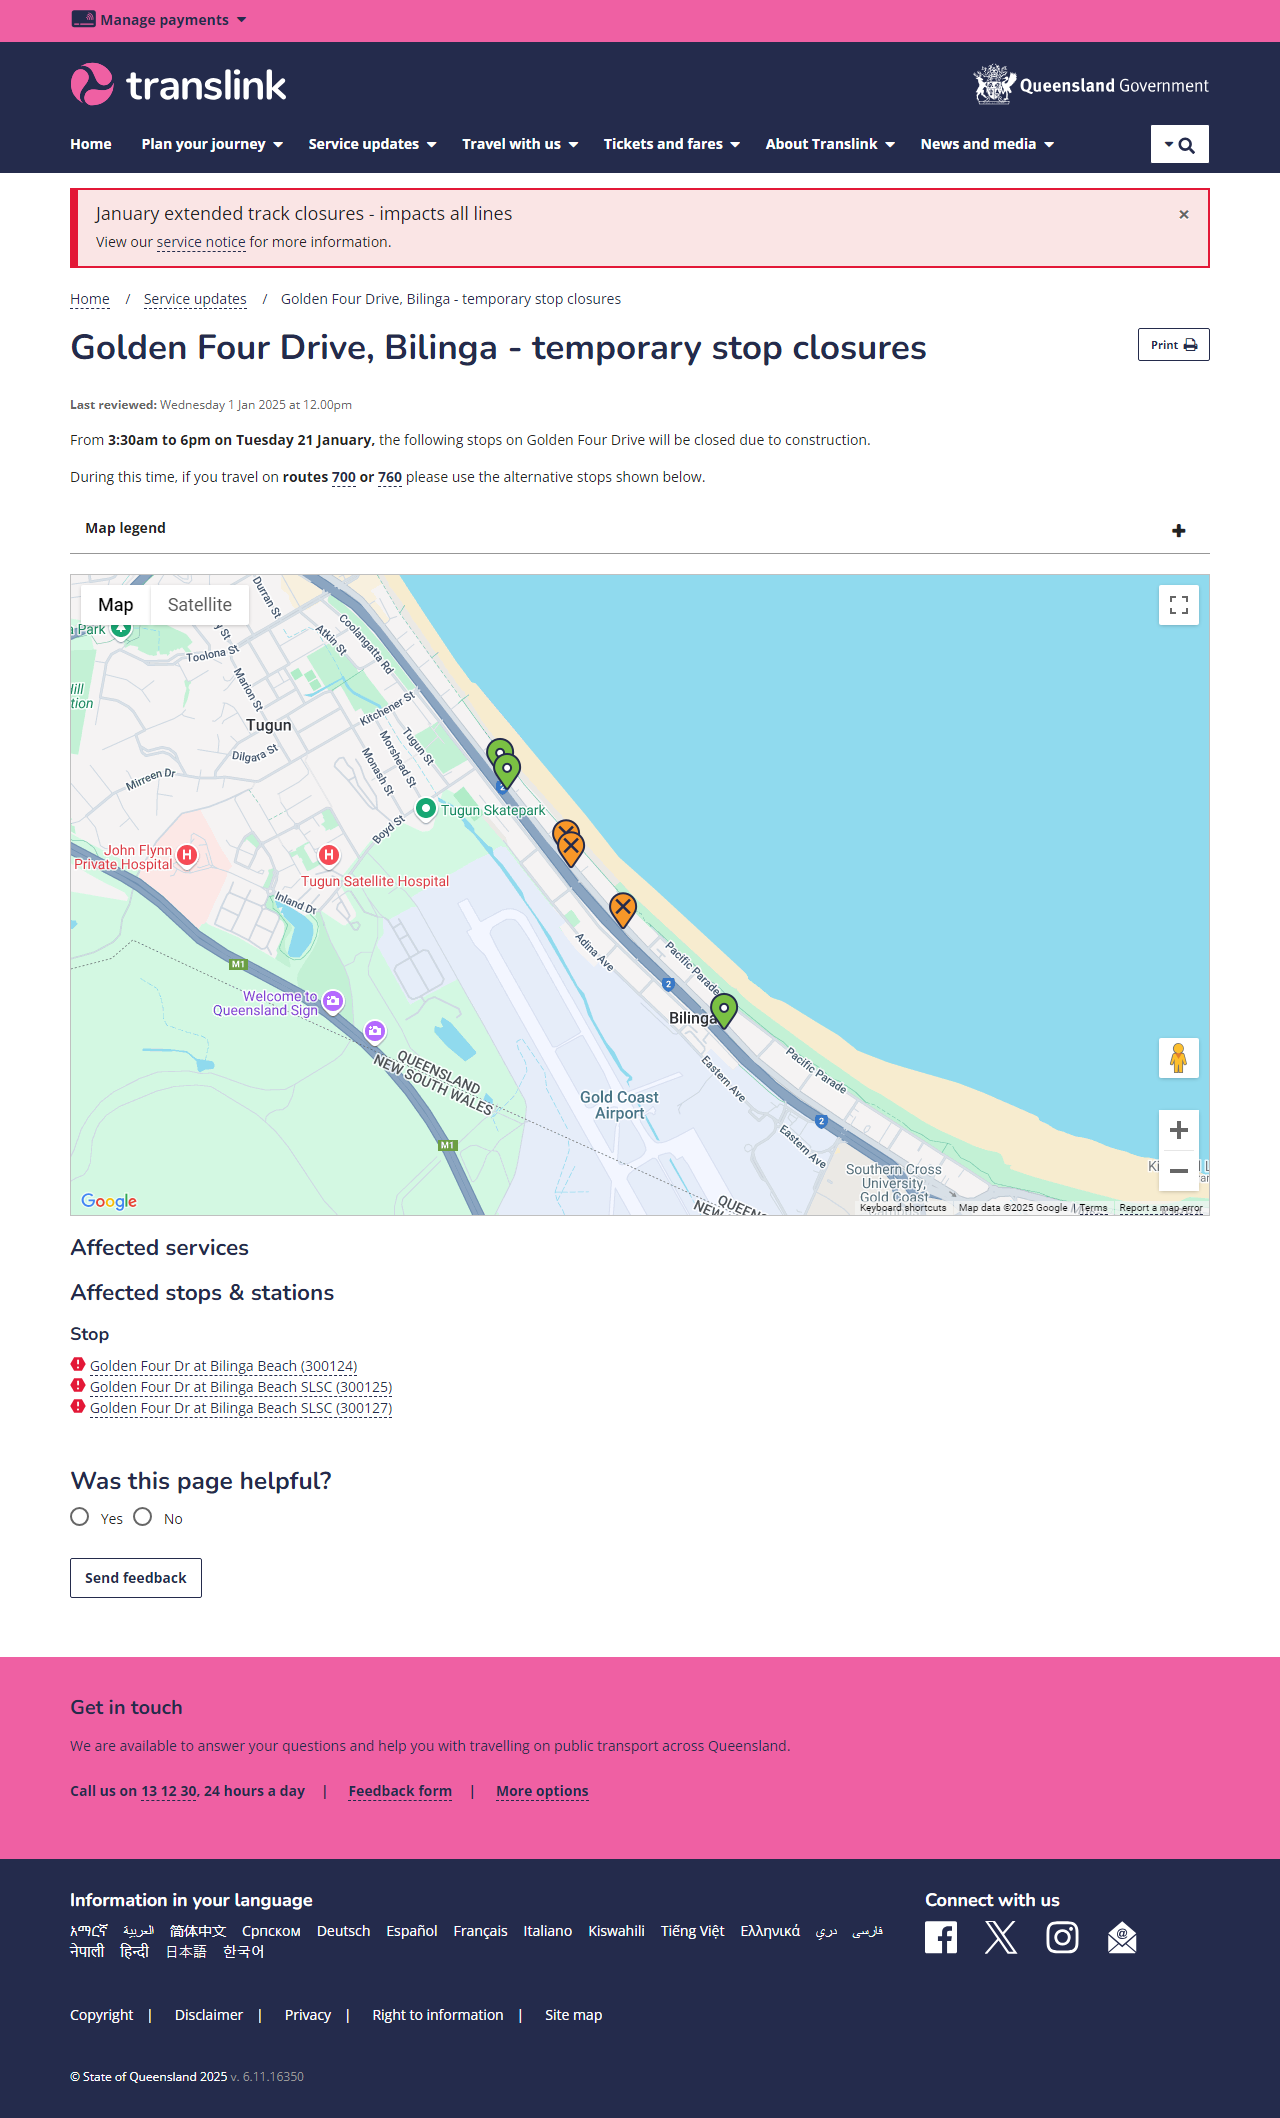 Manage payments
translink
Queensland Government
Home Plan your journey Service updates Travel with us Tickets and fares About Translink News and media
January extended track closures - impacts all lines
×
View our service notice for more information.
Home / Service updates / Golden Four Drive, Bilinga - temporary stop closures
Golden Four Drive, Bilinga - temporary stop closures
Print
Last reviewed: Wednesday 1 Jan 2025 at 12.00pm
From 3:30am to 6pm on Tuesday 21 January, the following stops on Golden Four Drive will be closed due to construction.
During this time, if you travel on routes 700 or 760 please use the alternative stops shown below.
Map legend
Map Satellite
Durran St
Coolangatta Rd
Atkin St
a Park
Toolona St
Marion St
Hill
tion
Kitchener St
Tugun
Tugun St
Morshead St
Monash St
Dilgara St
Mirreen Dr
2
Tugun Skatepark
Boyd St
John Flynn
Private Hospital
H
H
Tugun Satellite Hospital
Inland Dr
Adina Ave
Pacific Parade
M1
2
Welcome to
Queensland Sign
Bilinga
QUEENSLAND
NEW SOUTH WALES
Pacific Parade
Eastern Ave
Gold Coast
Airport
2
Eastern Ave
M1
Southern Cross
University,
Gold Coast
Google
Keyboard shortcuts Map data ©2025 Google Terms Report a map error
Affected services
Affected stops & stations
Stop
Golden Four Dr at Bilinga Beach (300124)
Golden Four Dr at Bilinga Beach SLSC (300125)
Golden Four Dr at Bilinga Beach SLSC (300127)
Was this page helpful?
Yes No
Send feedback
Get in touch
We are available to answer your questions and help you with travelling on public transport across Queensland.
Call us on 13 12 30, 24 hours a day | Feedback form | More options
Information in your language
Connect with us
አማርኛ العربية 简体中文 Српском Deutsch Español Français Italiano Kiswahili Tiếng Việt Ελληνικά دری فارسی
नेपाली हिन्दी 日本語 한국어
Copyright | Disclaimer | Privacy | Right to information | Site map
© State of Queensland 2025 v. 6.11.16350